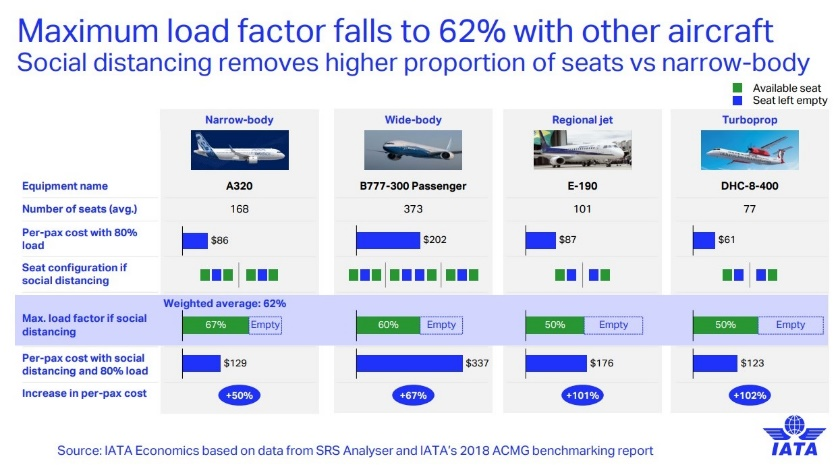 Maximum load factor falls to 62% with other aircraft
Social distancing removes higher proportion of seats vs narrow-body
Available seat
Seat left empty
Narrow-body Wide-body Regional jet Turboprop
Equipment name A320 B777-300 Passenger E-190 DHC-8-400
Number of seats (avg.) 168 373 101 77
Per-pax cost with 80%
load
$86 $202 $87 $61
Seat configuration if
social distancing
Weighted average: 62%
Max. load factor if social
distancing
67% Empty 60% Empty 50% Empty 50% Empty
Per-pax cost with social
distancing and 80% load
$129 $337 $176 $123
Increase in per-pax cost +50% +67% +101% +102%
Source: IATA Economics based on data from SRS Analyser and IATA's 2018 ACMG benchmarking report
IATA